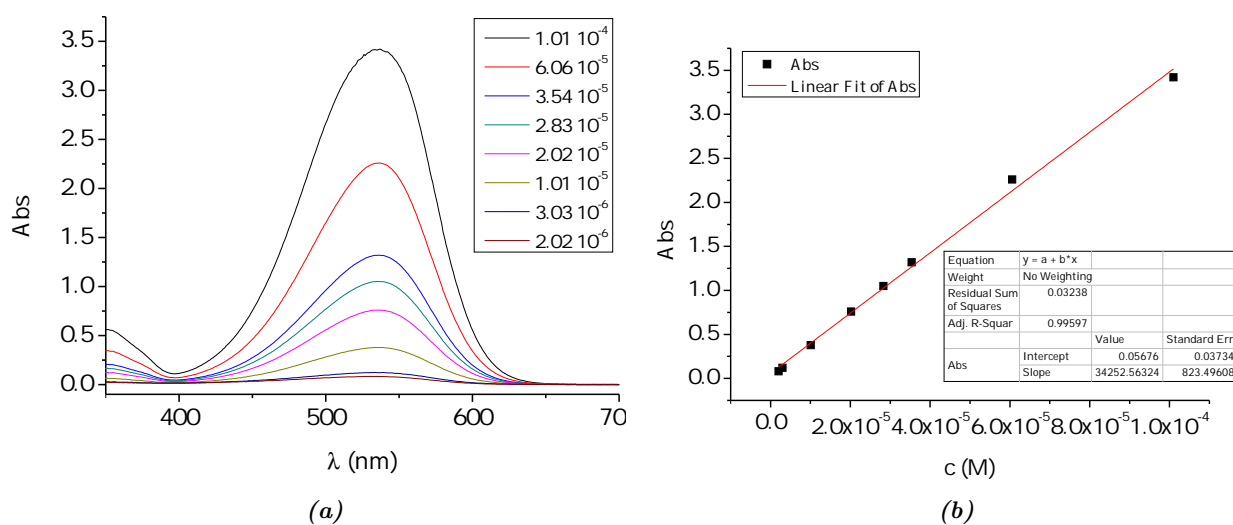 3.5
3.0
2.5
2.0
1.5
1.0
0.5
0.0
Abs
400
500
600
70
λ (nm)
1.01 10⁻⁴
6.06 10⁻⁵
3.54 10⁻⁵
2.83 10⁻⁵
2.02 10⁻⁵
1.01 10⁻⁵
3.03 10⁻⁶
2.02 10⁻⁶
(a)
Abs
Linear Fit of Abs
3.5
3.0
2.5
2.0
1.5
1.0
0.5
0.0
Abs
Equation y = a + b*x
Weight No Weighting
Residual Sum of Squares 0.03238
Adj. R-Squar 0.99597
Value Standard Err
Abs Intercept 0.05676 0.03734
Slope 34252.56324 823.49608
0.0 2.0x10⁻⁵ 4.0x10⁻⁵ 6.0x10⁻⁵ 8.0x10⁻⁵ 1.0x10⁻⁴
c (M)
(b)